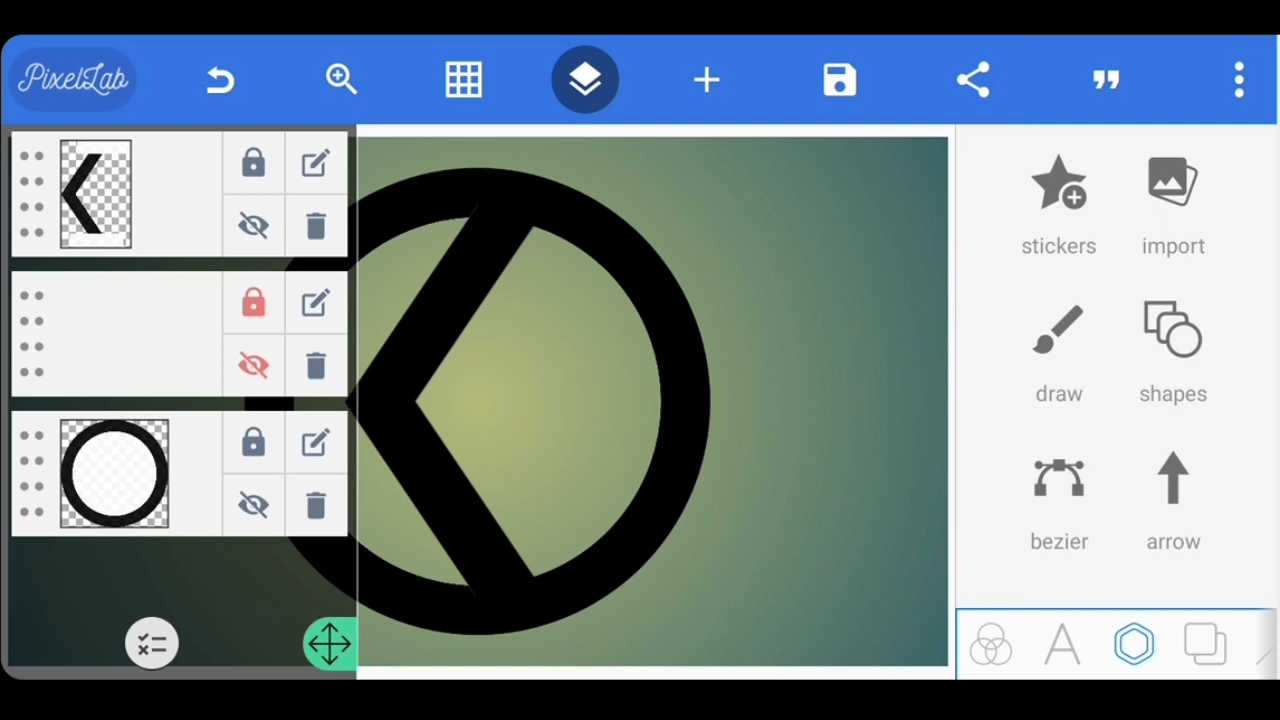 PixelLab
stickers
import
draw
shapes
bezier
arrow